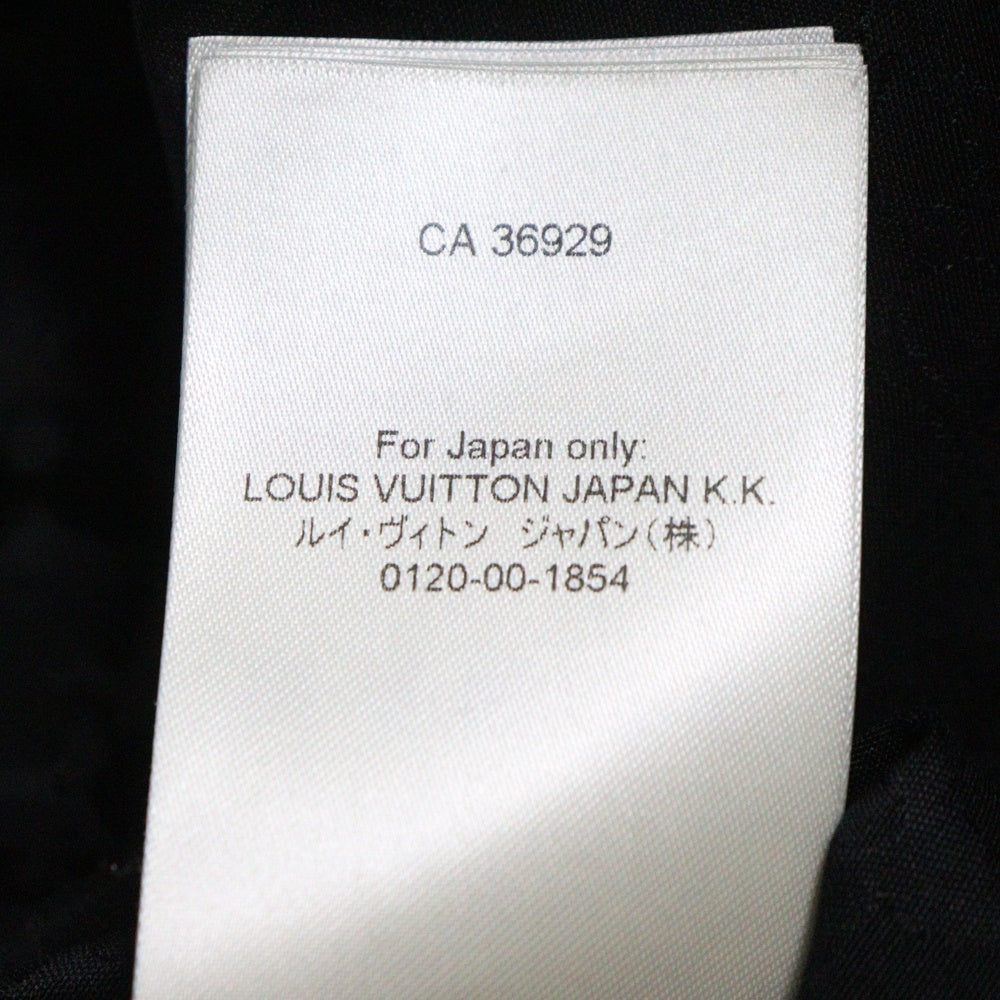 CA 36929
For Japan only:
LOUIS VUITTON JAPAN K.K.
ルイ・ヴィトン　ジャパン(株)
0120-00-1854